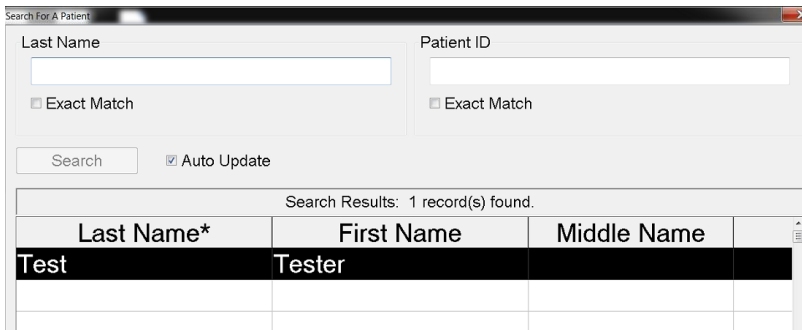 Search For A Patient
Last Name
Patient ID
Exact Match
Exact Match
Search
Auto Update
Search Results: 1 record(s) found.
Last Name* First Name Middle Name
Test Tester